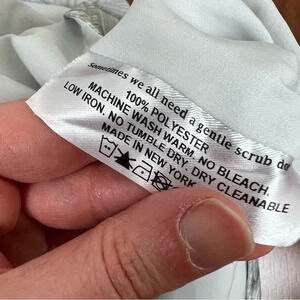 Sometimes we all need a gentle scrub
100% POLYESTER
MACHINE WASH WARM. NO BLEACH.
LOW IRON. NO TUMBLE DRY. DRY CLEANABLE
MADE IN NEW YORK